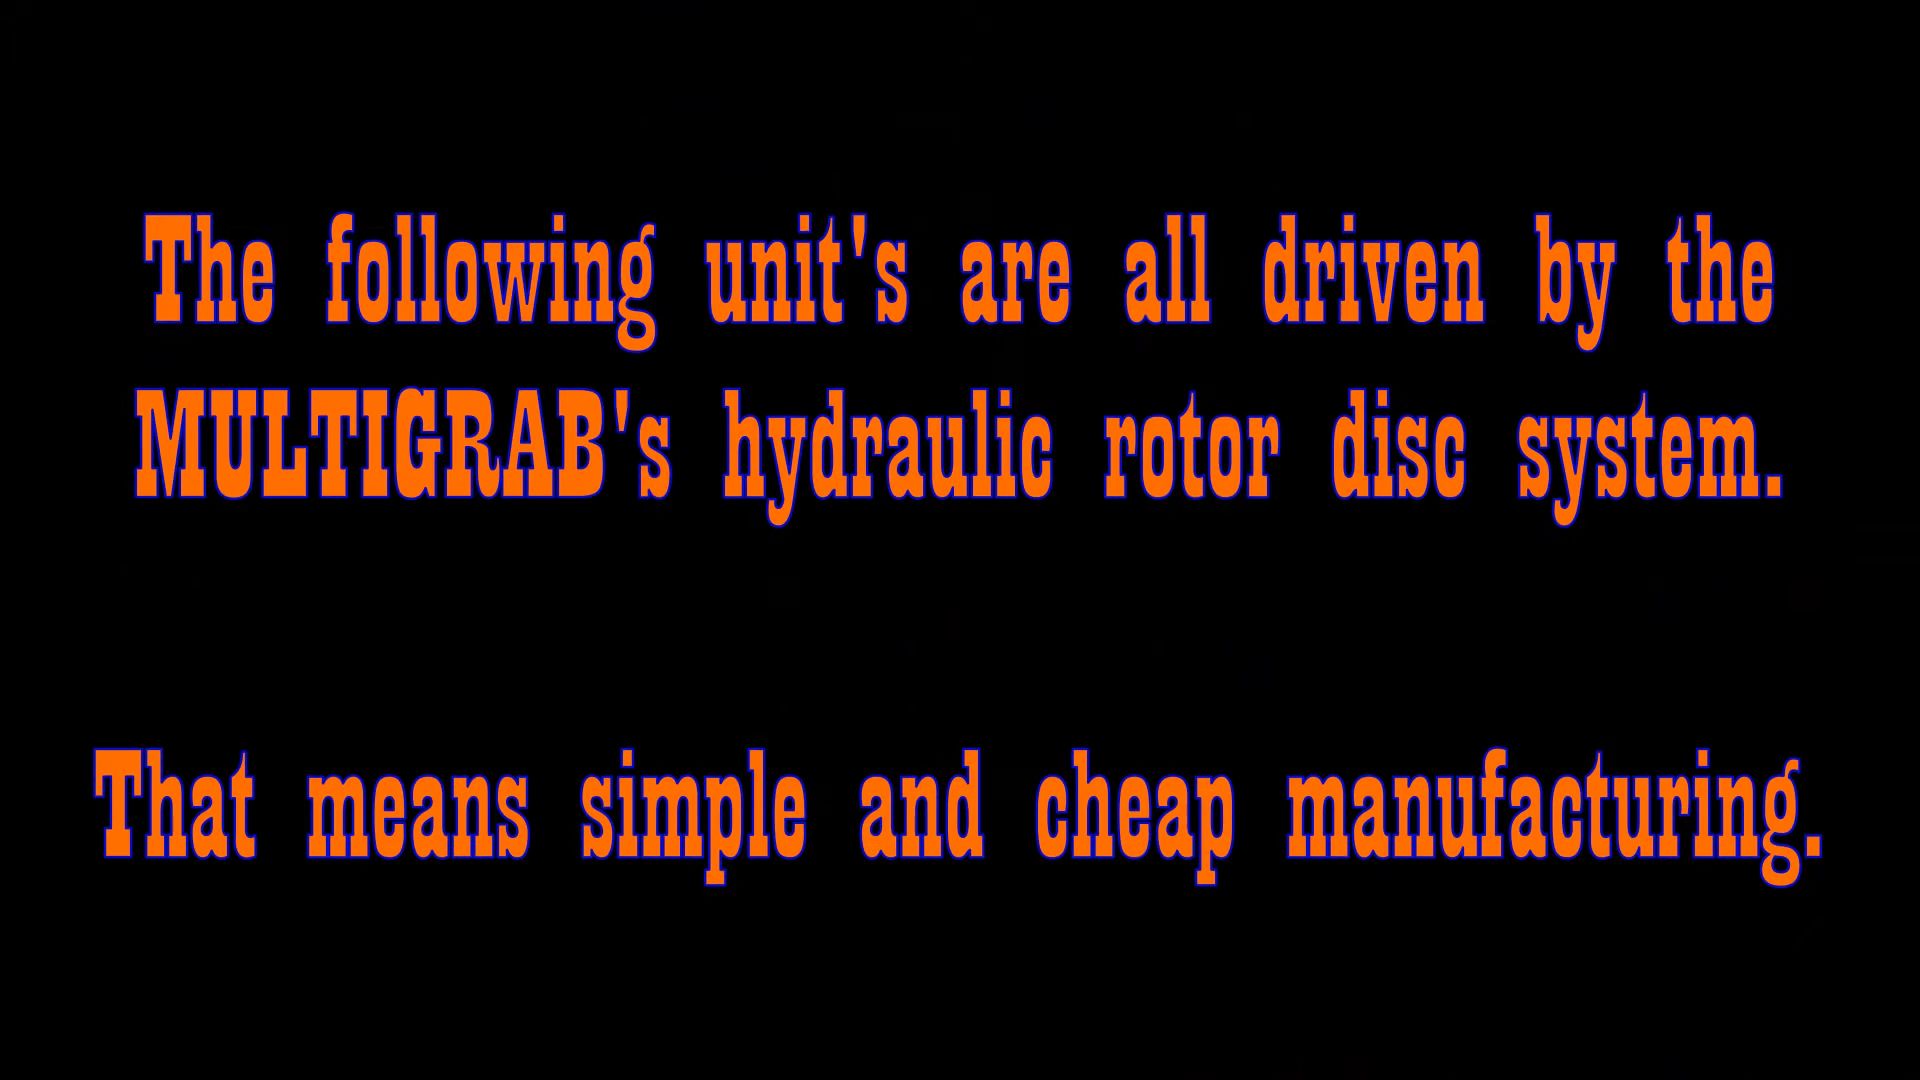 The following unit's are all driven by the
MULTIGRAB's hydraulic rotor disc system.
That means simple and cheap manufacturing.